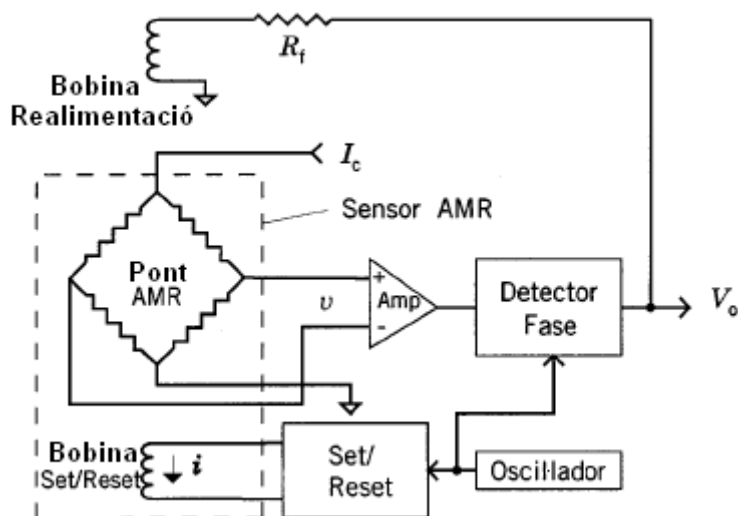 R_f
Bobina
Realimentació
I_c
Sensor AMR
Pont
AMR
v
+
-
Amp
Detector
Fase
V_o
Bobina
Set/Reset
i
Set/
Reset
Oscil·lador